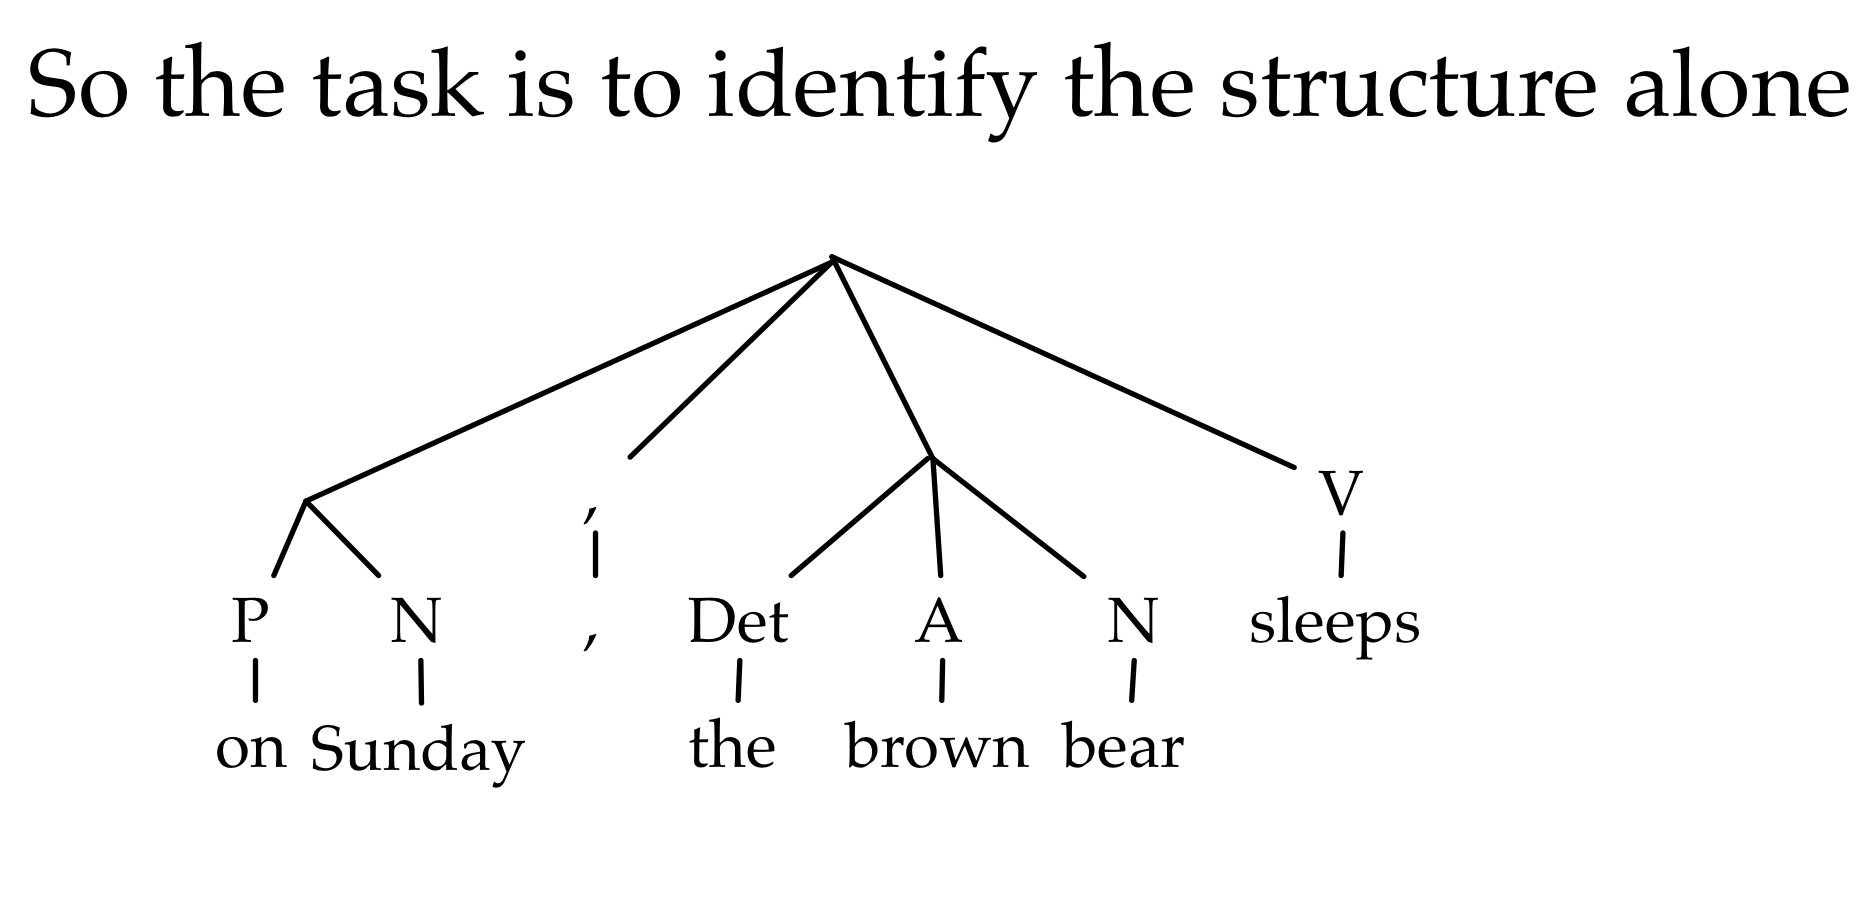 So the task is to identify the structure alone
, V
P N , Det A N sleeps
on Sunday the brown bear